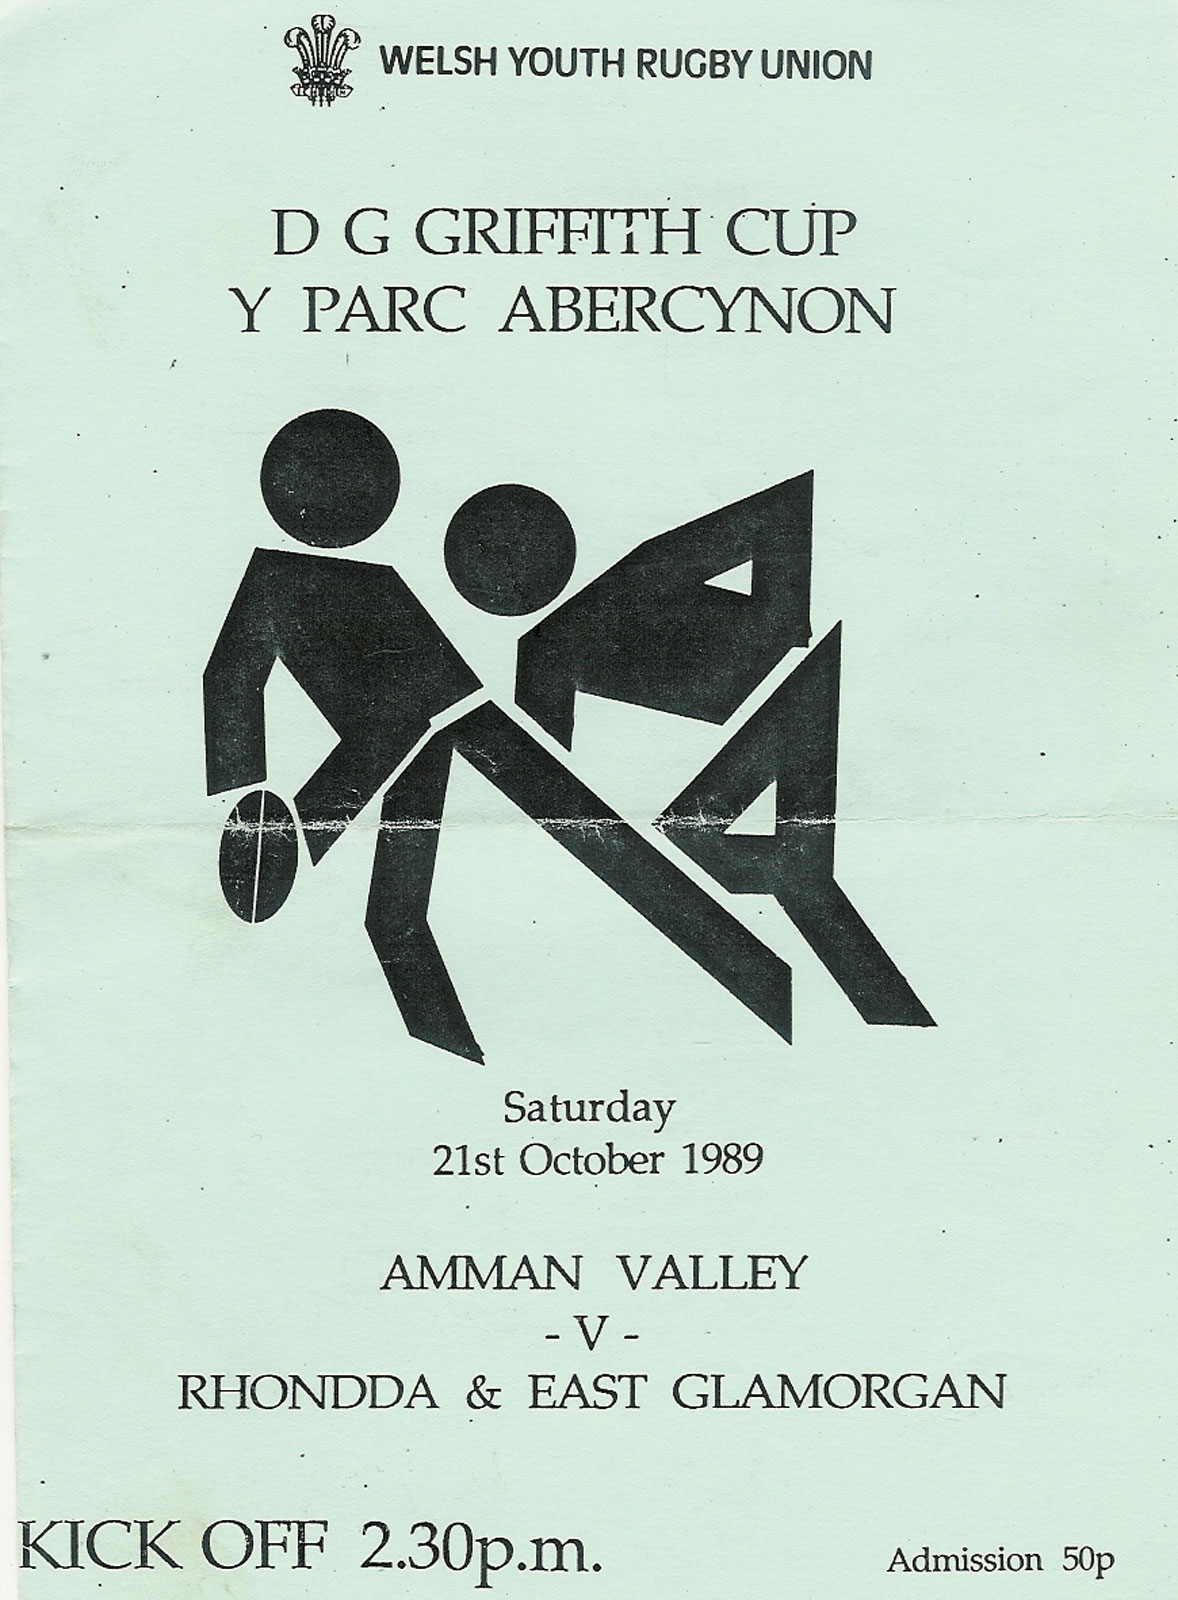 WELSH YOUTH RUGBY UNION
D G GRIFFITH CUP
Y PARC ABERCYNON
Saturday
21st October 1989
AMMAN VALLEY
- V -
RHONDDA & EAST GLAMORGAN
KICK OFF 2.30p.m.
Admission 50p